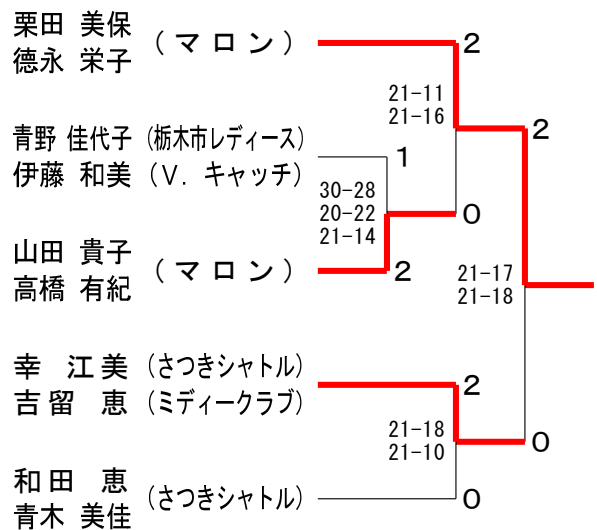 栗田 美保
徳永 栄子
(マロン)
2
21-11
21-16
2
青野 佳代子 (栃木市レディース)
伊藤 和美 (V. キャッチ)
1
30-28
20-22
21-14
0
山田 貴子
高橋 有紀
(マロン)
2
21-17
21-18
幸 江美 (さつきシャトル)
吉留 恵 (ミディークラブ)
2
21-18
21-10
0
和田 恵
青木 美佳
(さつきシャトル)
0